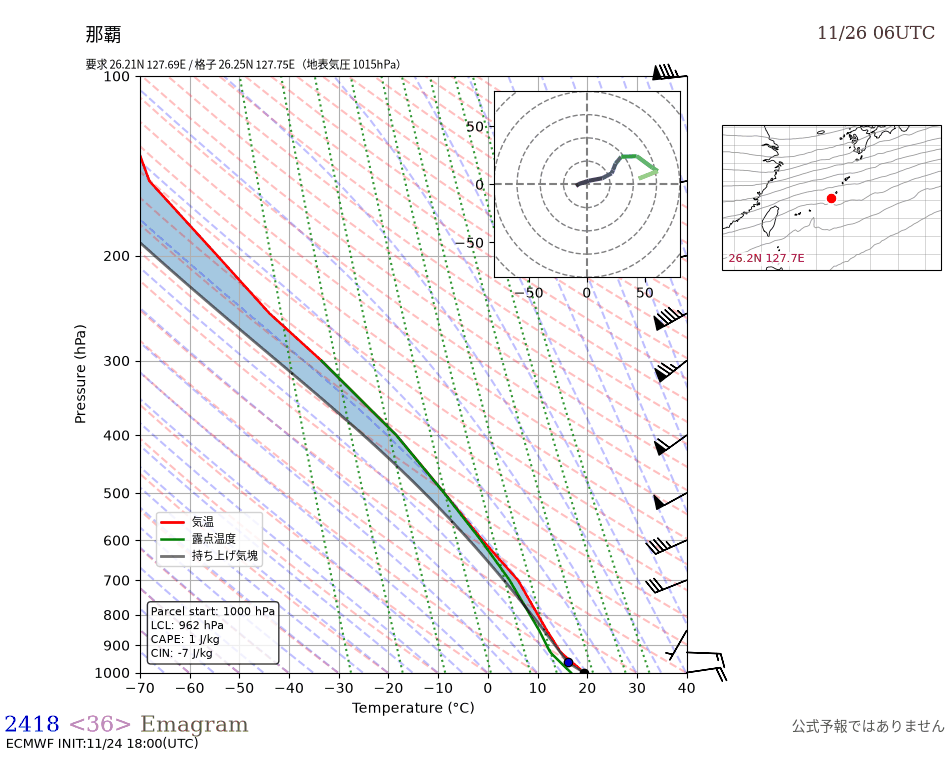 那覇
11/26 06UTC
要求 26.21N 127.69E / 格子 26.25N 127.75E（地表気圧 1015hPa）
100
200
300
400
500
600
700
800
900
1000
Pressure (hPa)
50
0
−50
−50
0
50
26.2N 127.7E
気温
露点温度
持ち上げ気塊
Parcel start: 1000 hPa
LCL: 962 hPa
CAPE: 1 J/kg
CIN: -7 J/kg
−70
−60
−50
−40
−30
−20
−10
0
10
20
30
40
Temperature (°C)
2418 <36> Emagram
公式予報ではありません
ECMWF INIT:11/24 18:00(UTC)